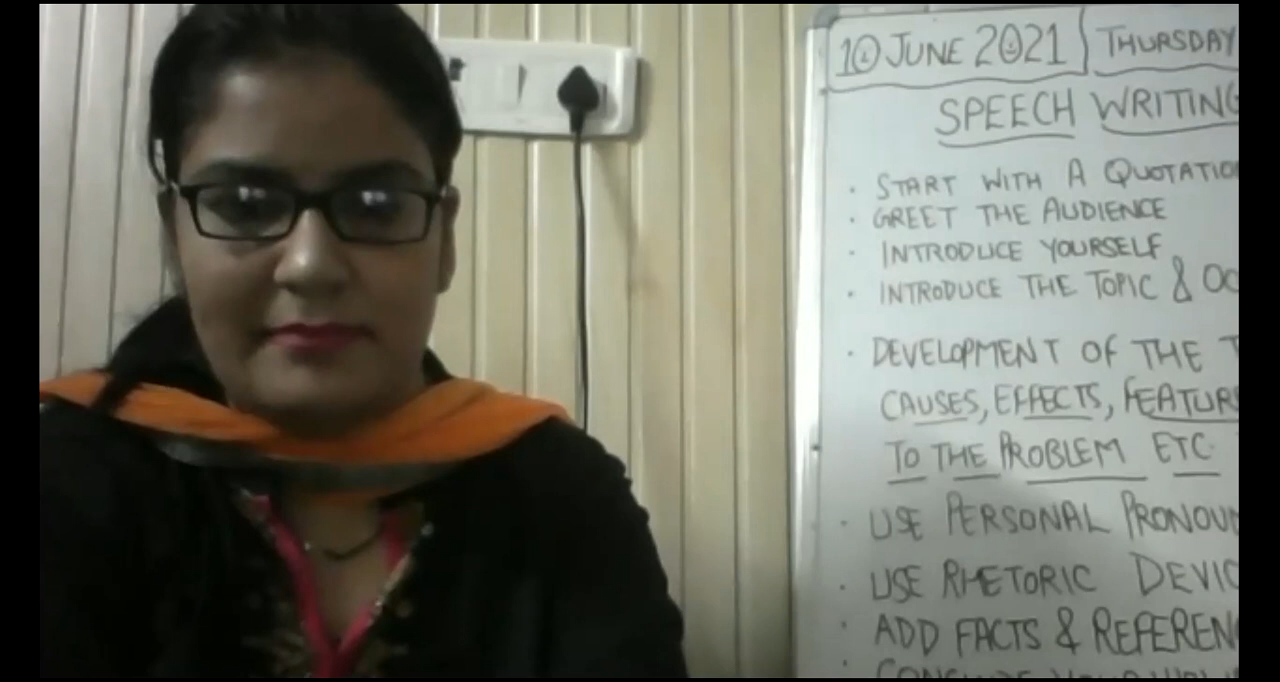 10 JUNE 2021 THURSDAY
SPEECH WRITING
· START WITH A QUOTATIO
· GREET THE AUDIENCE
· INTRODUCE YOURSELF
· INTRODUCE THE TOPIC & OC
· DEVELOPMENT OF THE T
CAUSES, EFFECTS, FEATUR
TO THE PROBLEM ETC.
· USE PERSONAL PRONOU
· USE RHETORIC DEVIC
· ADD FACTS & REFEREN